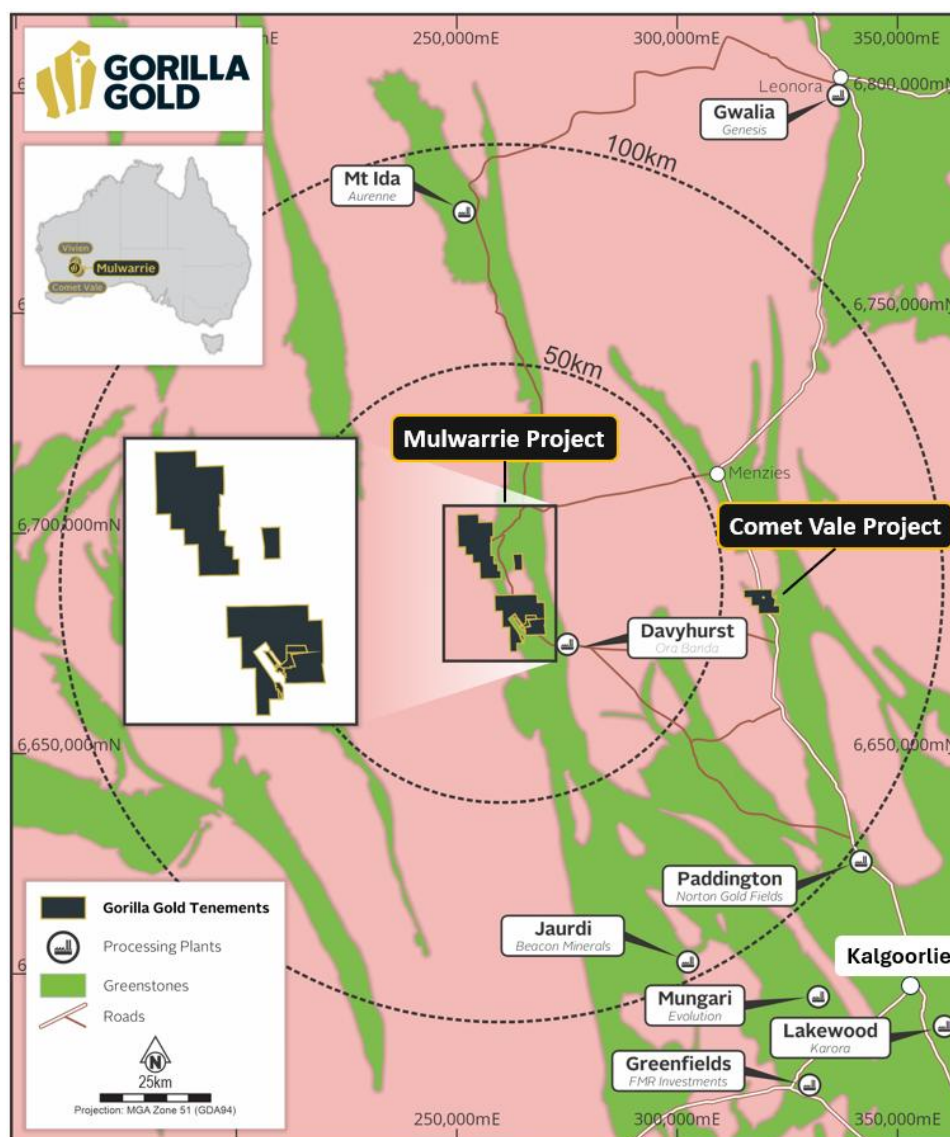 250,000mE
300,000mE
350,000mE
GORILLA
GOLD
Leonora
6,800,000mN
Gwalia
Genesis
100km
Mt Ida
Aurenne
Vivien
Mulwarrie
Comet Vale
6,750,000mN
50km
Mulwarrie Project
Menzies
6,700,000mN
Comet Vale Project
Davyhurst
Ora Banda
6,650,000mN
6,650,000mN
Paddington
Norton Gold Fields
Gorilla Gold Tenements
Processing Plants
Greenstones
Roads
N
25km
Projection: MGA Zone 51 (GDA94)
Jaurdi
Beacon Minerals
Kalgoorlie
Mungari
Evolution
Lakewood
Karora
Greenfields
FMR Investments
250,000mE
300,000mE
350,000mE